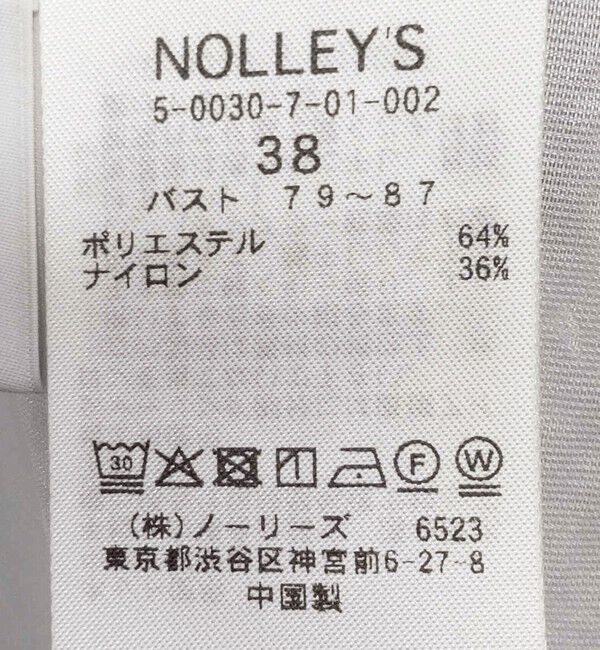 NOLLEY'S
5-0030-7-01-002
38
バスト 79～87
ポリエステル 64%
ナイロン 36%
30 F W
(株)ノーリーズ 6523
東京都渋谷区神宮前6-27-8
中国製